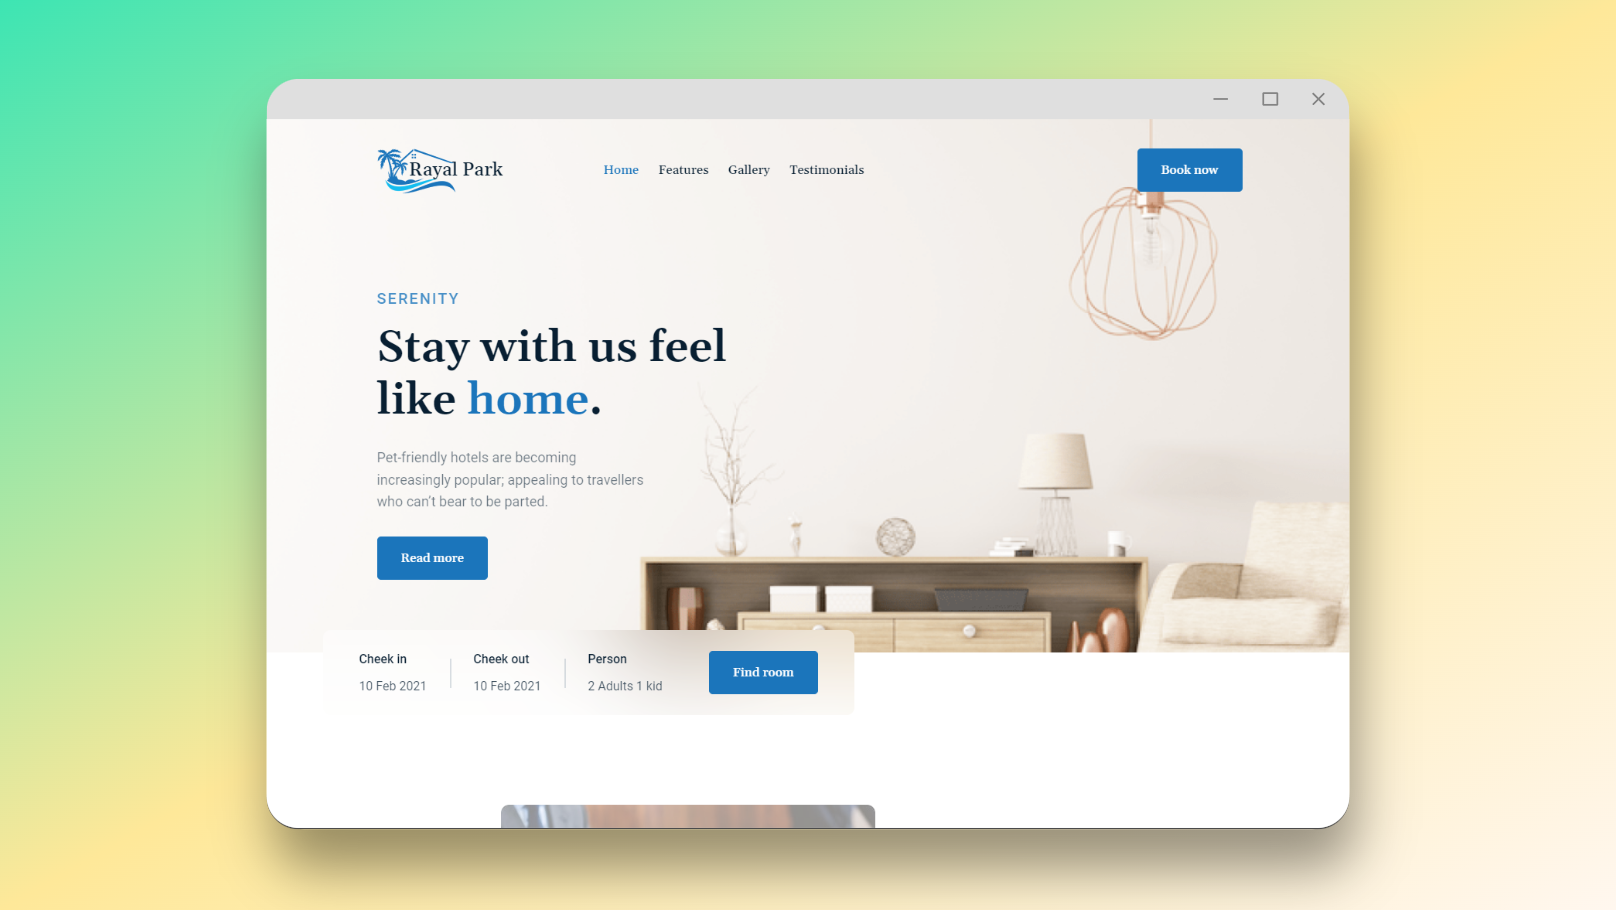 Rayal Park
Home Features Gallery Testimonials
Book now
SERENITY
Stay with us feel
like home.
Pet-friendly hotels are becoming
increasingly popular; appealing to travellers
who can't bear to be parted.
Read more
Cheek in Cheek out Person
10 Feb 2021 10 Feb 2021 2 Adults 1 kid
Find room